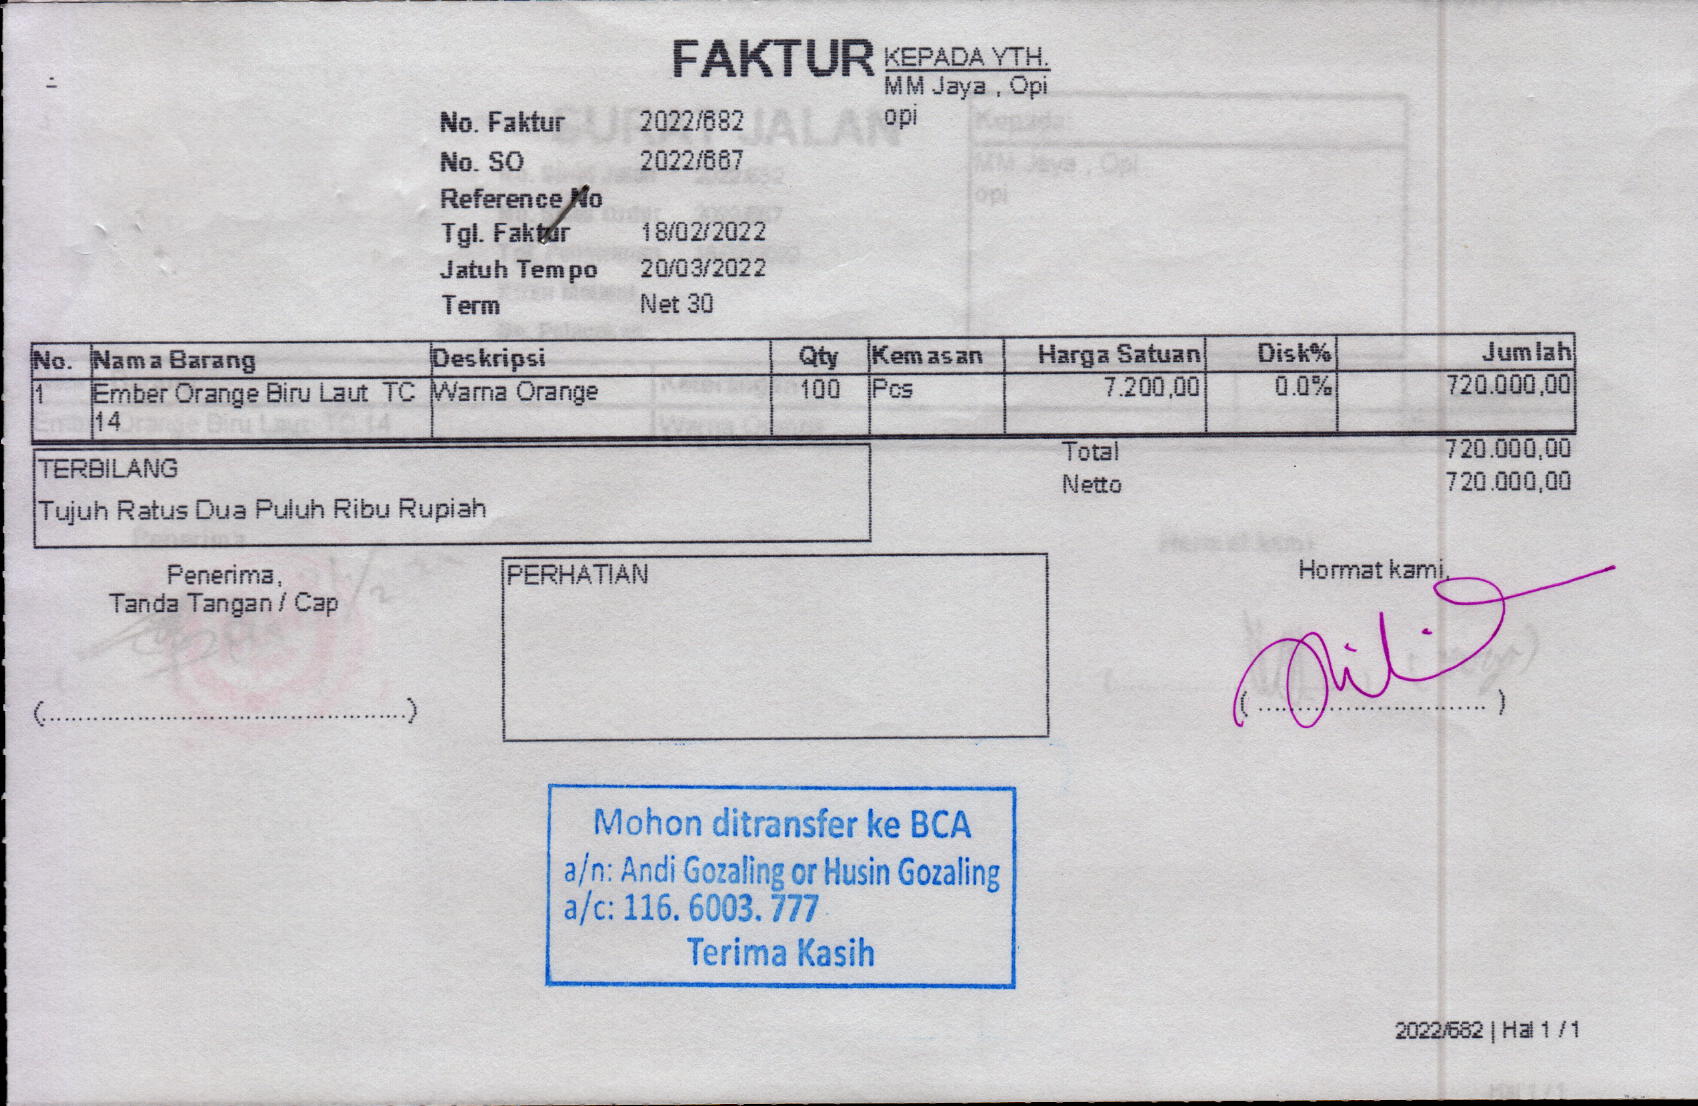 FAKTUR
KEPADA YTH.
MM Jaya , Opi
opi
No. Faktur 2022/682
No. SO 2022/667
Reference No
Tgl. Faktur 18/02/2022
Jatuh Tempo 20/03/2022
Term Net 30
No. Nama Barang Deskripsi Qty Kemasan Harga Satuan Disk% Jumlah
1 Ember Orange Biru Laut TC 14 Warna Orange 100 Pcs 7.200,00 0.0% 720.000,00
Total 720.000,00
Netto 720.000,00
TERBILANG
Tujuh Ratus Dua Puluh Ribu Rupiah
Penerima,
Tanda Tangan / Cap
(............................................)
PERHATIAN
Hormat kami,
( ............................ )
Mohon ditransfer ke BCA
a/n: Andi Gozaling or Husin Gozaling
a/c: 116. 6003. 777
Terima Kasih
2022/682 | Hal 1 / 1